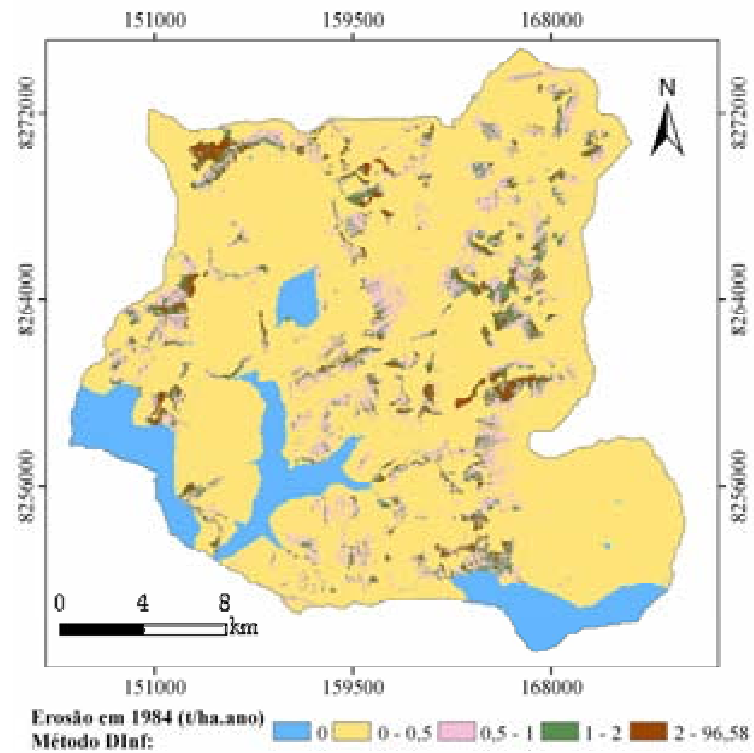 151000 159500 168000
8272000 8272000
N
8264000 8264000
8256000 8256000
0 4 8
km
151000 159500 168000
Erosão em 1984 (t/ha.ano)
Método DInf:
0 0 - 0.5 0,5 - 1 1 - 2 2 - 96,58